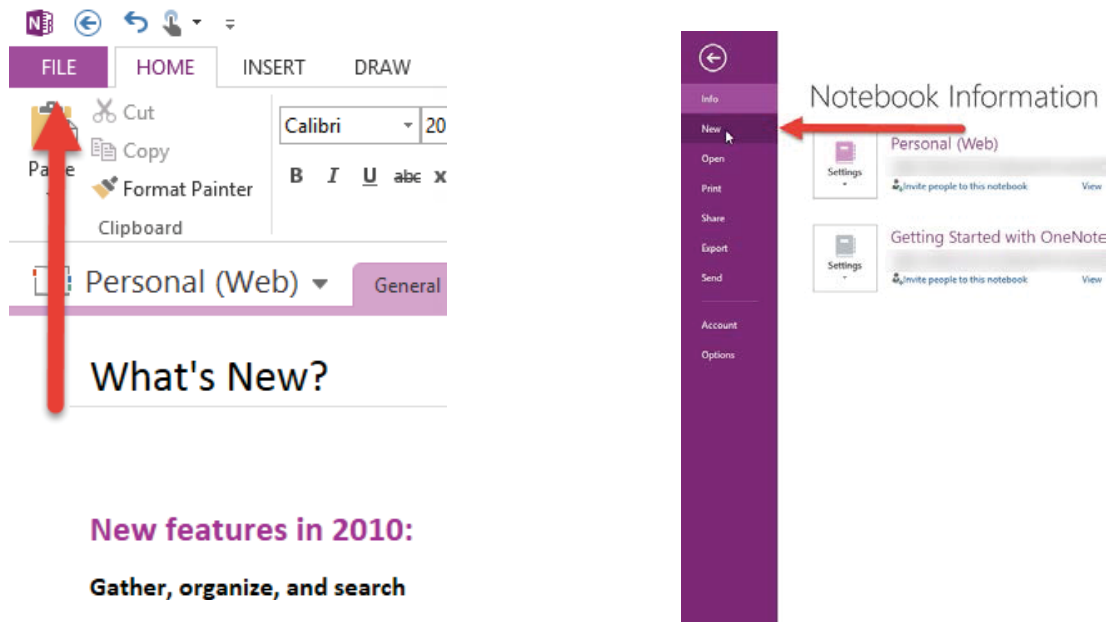 FILE HOME INSERT DRAW
Cut
Calibri 20
Copy
B I U abc x
Format Painter
Clipboard
Personal (Web) General
What's New?
New features in 2010:
Gather, organize, and search
Info
Notebook Information
New
Personal (Web)
Open
Settings
Print
Invite people to this notebook View
Share
Getting Started with OneNote
Export
Settings
Send
Invite people to this notebook View
Account
Options